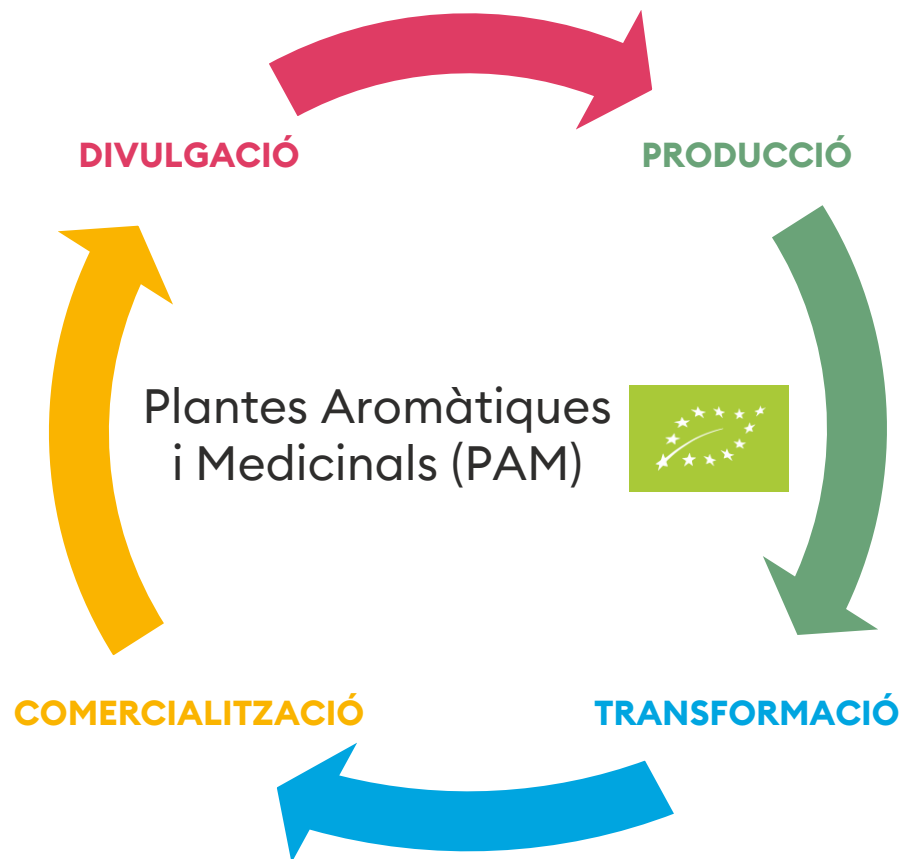 DIVULGACIÓ
PRODUCCIÓ
Plantes Aromàtiques
i Medicinals (PAM)
COMERCIALITZACIÓ
TRANSFORMACIÓ